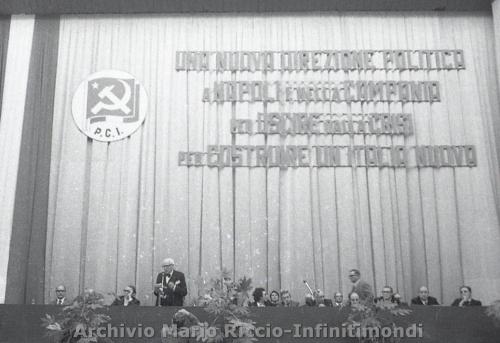 UNA NUOVA DIREZIONE POLITICA
A NAPOLI E NELLA CAMPANIA
PER USCIRE DALLA CRISI
PER COSTRUIRE UN'ITALIA NUOVA
P.C.I.
Archivio Mario Riccio-Infinitimondi